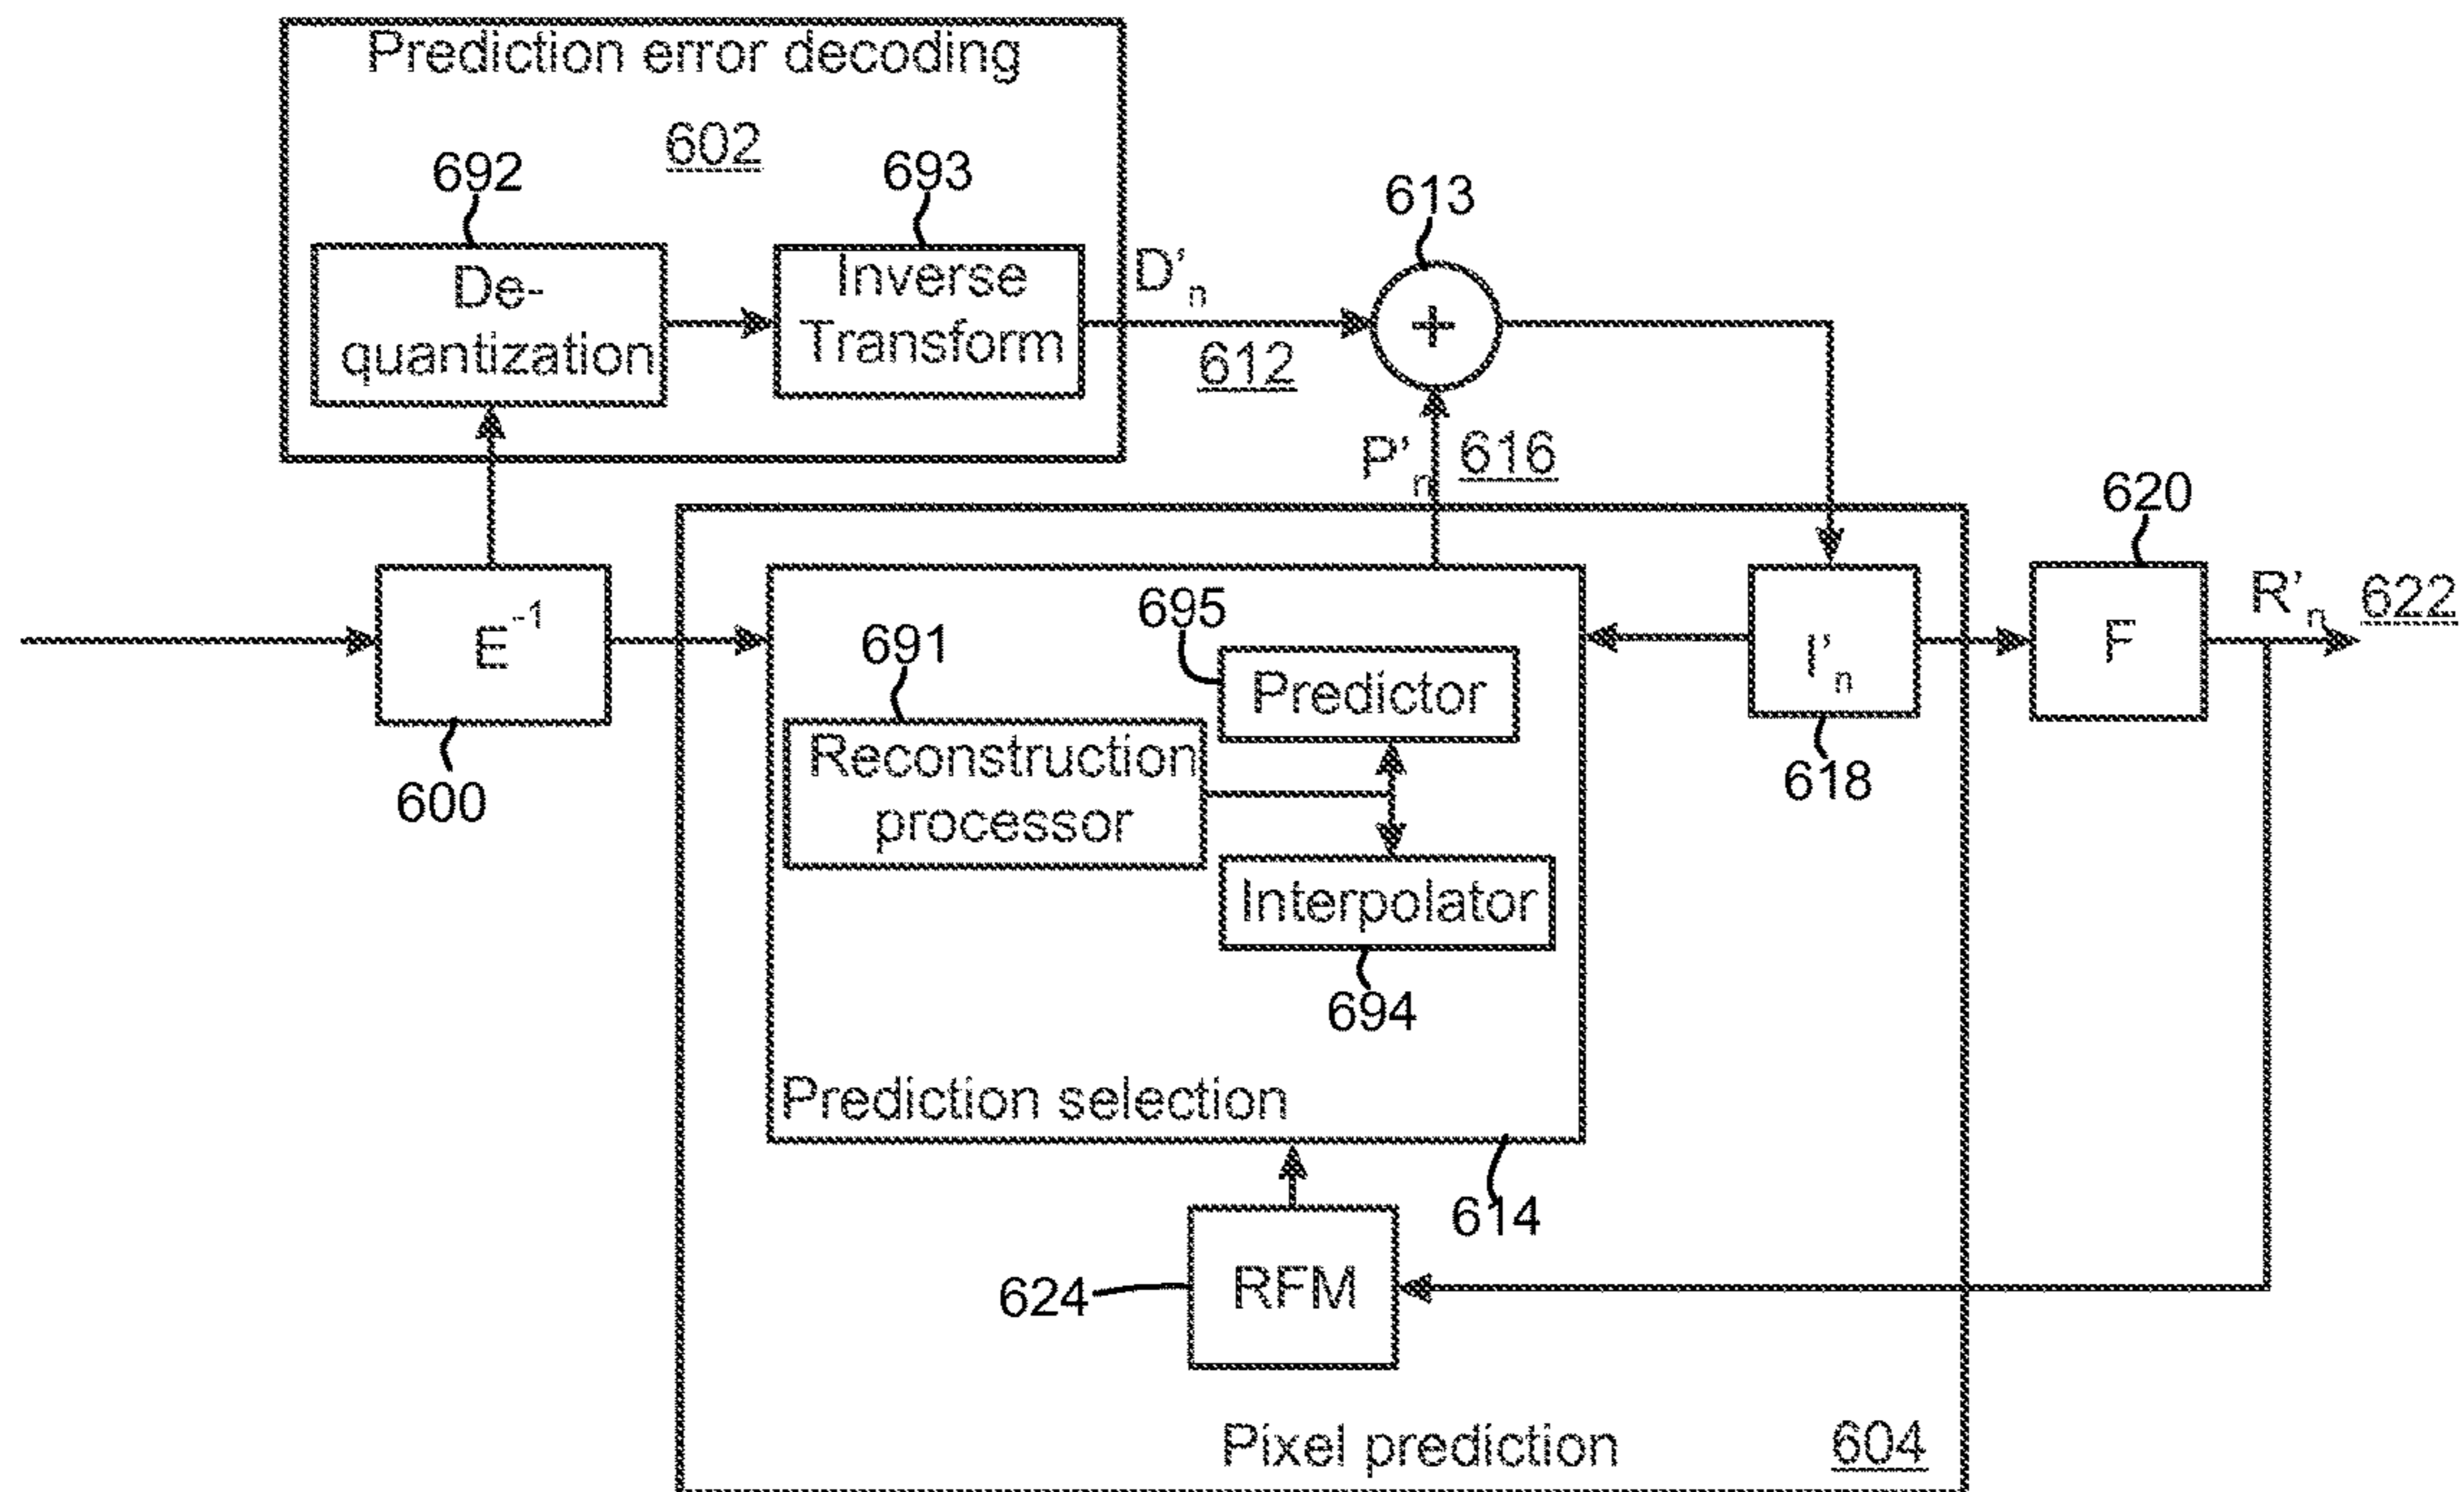 Prediction error decoding
602
692
693
613
De-
quantization
Inverse
Transform
D'n
612
+
P'n
616
620
E-1
600
695
691
Predictor
Reconstruction
processor
Interpolator
694
Prediction selection
614
I'n
618
F
R'n
622
624
RFM
Pixel prediction
604